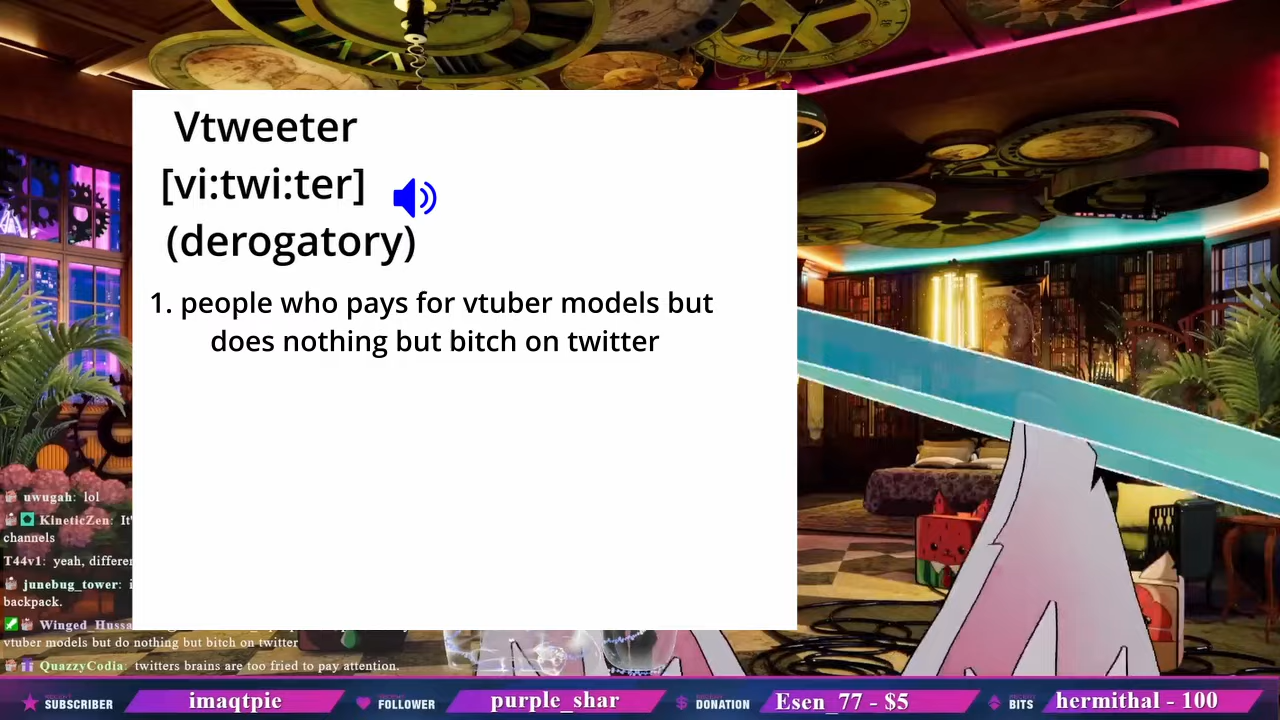 Vtweeter
[vi:twi:ter]
(derogatory)
1. people who pays for vtuber models but
does nothing but bitch on twitter
uwugah: lol
KineticZen: It'
channels
T44v1: yeah, differen
junebug_tower: i
backpack.
Winged_Hussa
vtuber models but do nothing but bitch on twitter
QuazzyCodia: twitters brains are too fried to pay attention.
SUBSCRIBER imaqtpie FOLLOWER purple_shar DONATION Esen_77 - $5 BITS hermithal - 100